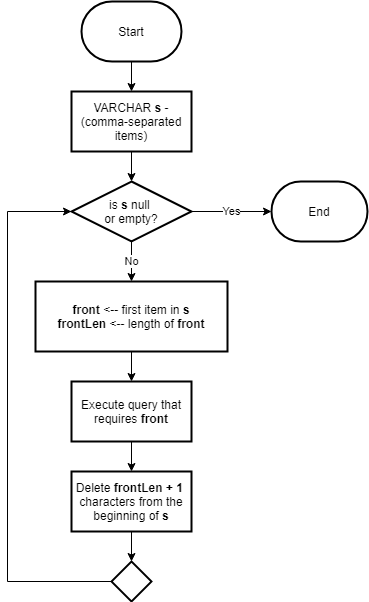 Start
VARCHAR s -
(comma-separated
items)
is s null
or empty?
Yes
End
No
front <-- first item in s
frontLen <-- length of front
Execute query that
requires front
Delete frontLen + 1
characters from the
beginning of s